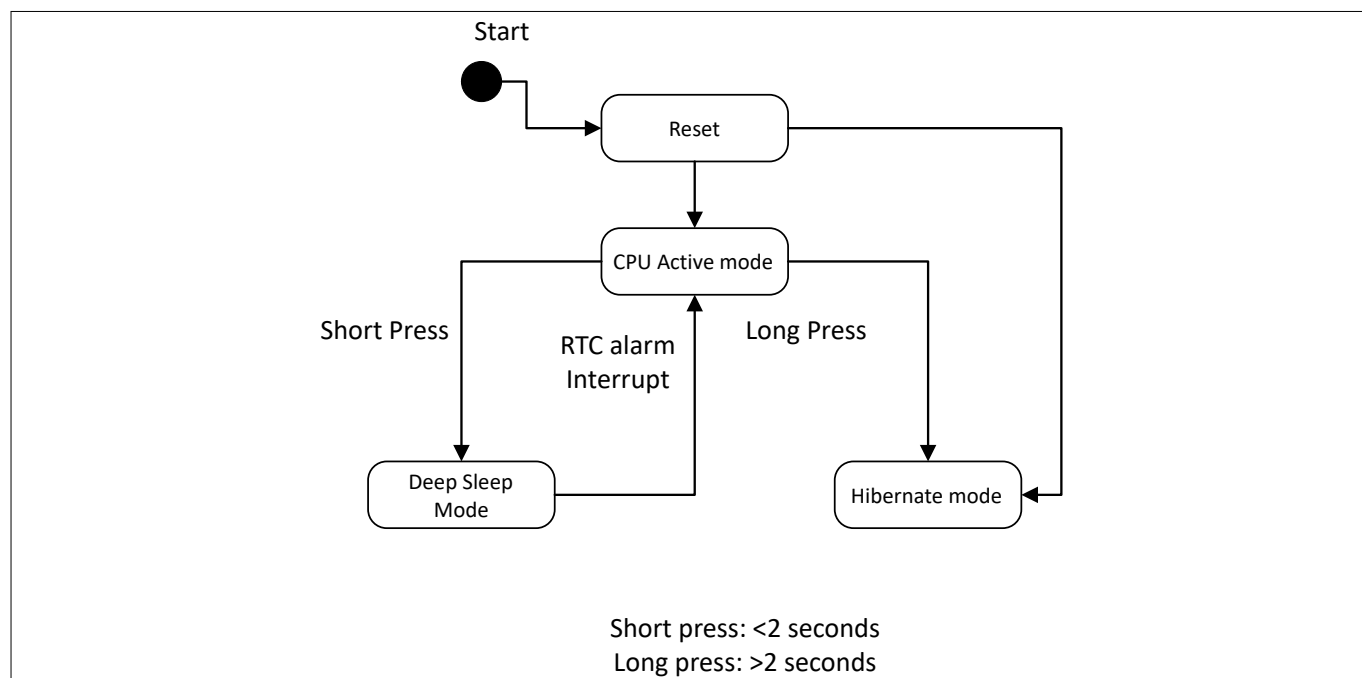 Start
Reset
CPU Active mode
Short Press
RTC alarm
Interrupt
Long Press
Deep Sleep
Mode
Hibernate mode
Short press: <2 seconds
Long press: >2 seconds